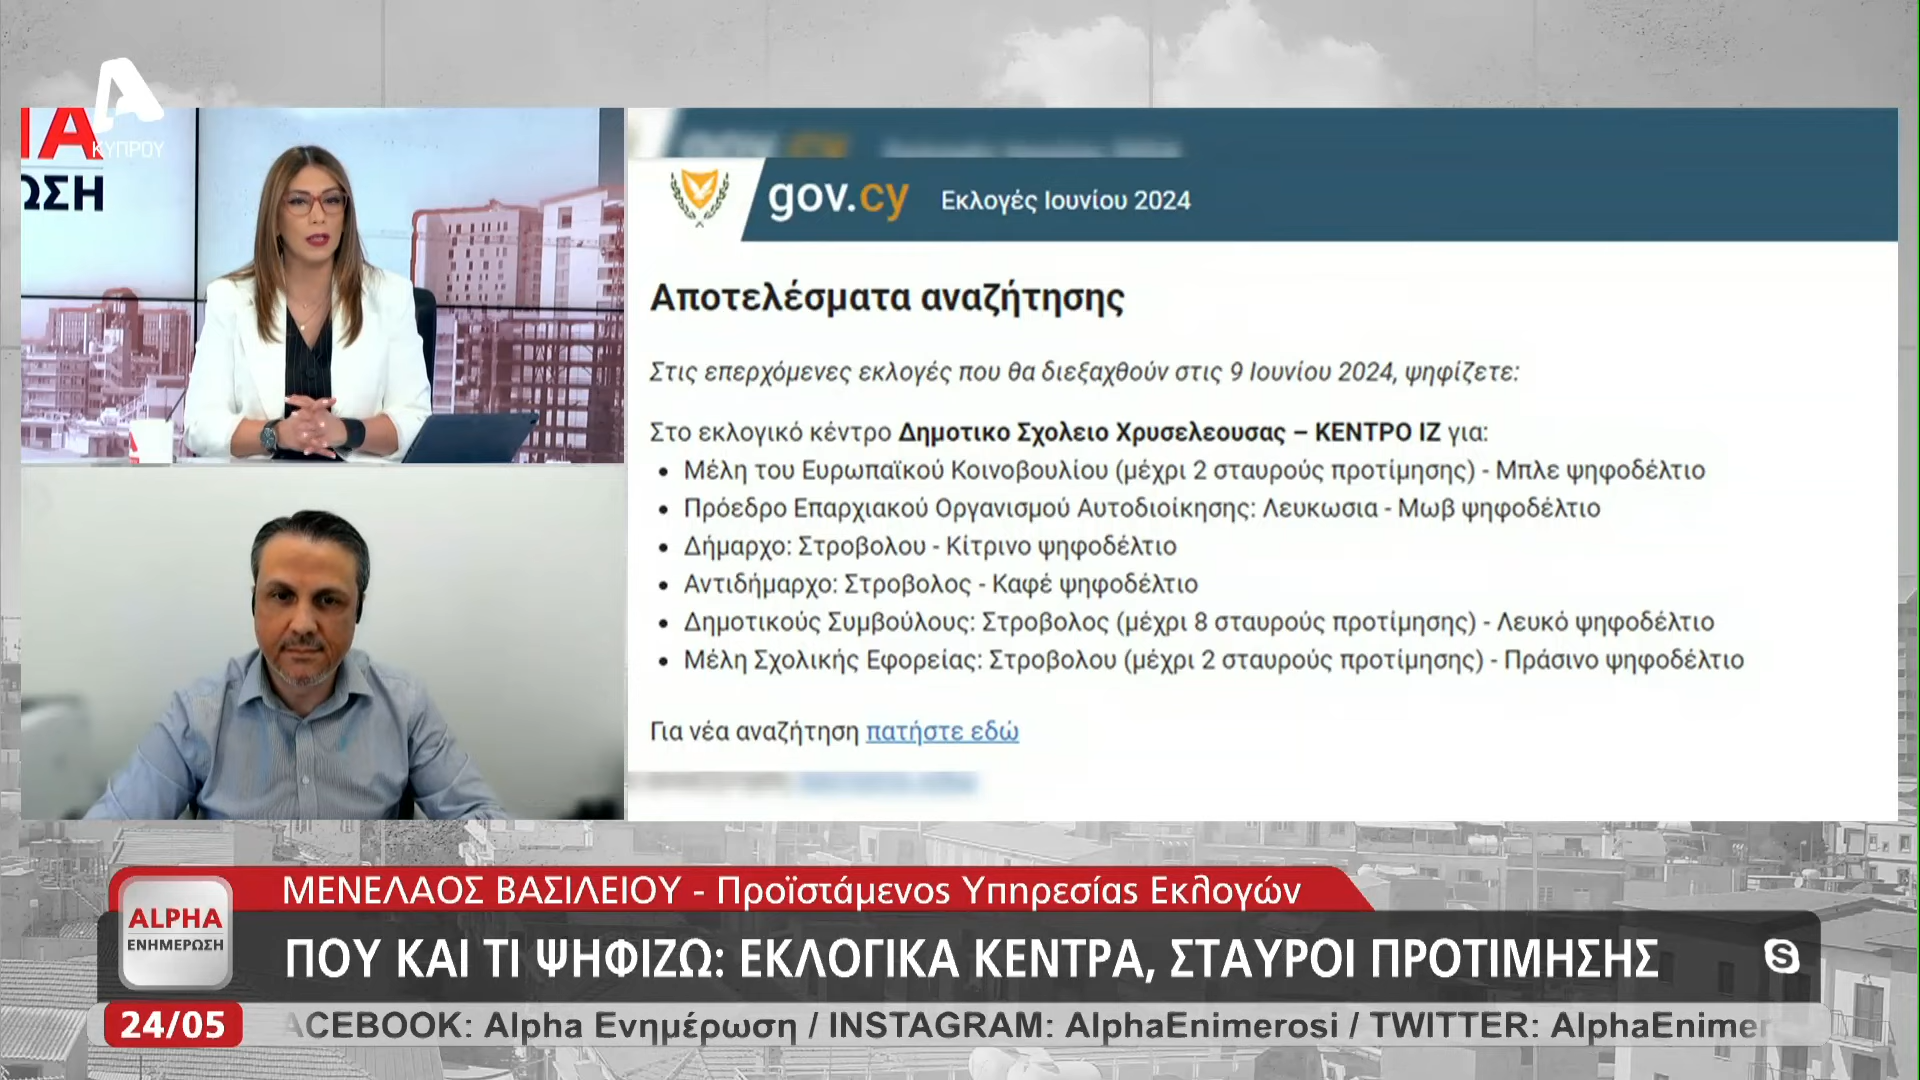 ΚΥΠΡΟΥ
ΙΑ
ΩΣΗ
gov.cy Εκλογές Ιουνίου 2024
Αποτελέσματα αναζήτησης
Στις επερχόμενες εκλογές που θα διεξαχθούν στις 9 Ιουνίου 2024, ψηφίζετε:
Στο εκλογικό κέντρο Δημοτικο Σχολειο Χρυσελεουσας – ΚΕΝΤΡΟ ΙΖ για:
• Μέλη του Ευρωπαϊκού Κοινοβουλίου (μέχρι 2 σταυρούς προτίμησης) - Μπλε ψηφοδέλτιο
• Πρόεδρο Επαρχιακού Οργανισμού Αυτοδιοίκησης: Λευκωσια - Μωβ ψηφοδέλτιο
• Δήμαρχο: Στροβολου - Κίτρινο ψηφοδέλτιο
• Αντιδήμαρχο: Στροβολος - Καφέ ψηφοδέλτιο
• Δημοτικούς Συμβούλους: Στροβολος (μέχρι 8 σταυρούς προτίμησης) - Λευκό ψηφοδέλτιο
• Μέλη Σχολικής Εφορείας: Στροβολου (μέχρι 2 σταυρούς προτίμησης) - Πράσινο ψηφοδέλτιο
Για νέα αναζήτηση πατήστε εδώ
ΜΕΝΕΛΑΟΣ ΒΑΣΙΛΕΙΟΥ - Προϊστάμενος Υπηρεσίας Εκλογών
ALPHA
ΕΝΗΜΕΡΩΣΗ
ΠΟΥ ΚΑΙ ΤΙ ΨΗΦΙΖΩ: ΕΚΛΟΓΙΚΑ ΚΕΝΤΡΑ, ΣΤΑΥΡΟΙ ΠΡΟΤΙΜΗΣΗΣ
24/05 ACEBOOK: Alpha Ενημέρωση / INSTAGRAM: AlphaEnimerosi / TWITTER: AlphaEnimer